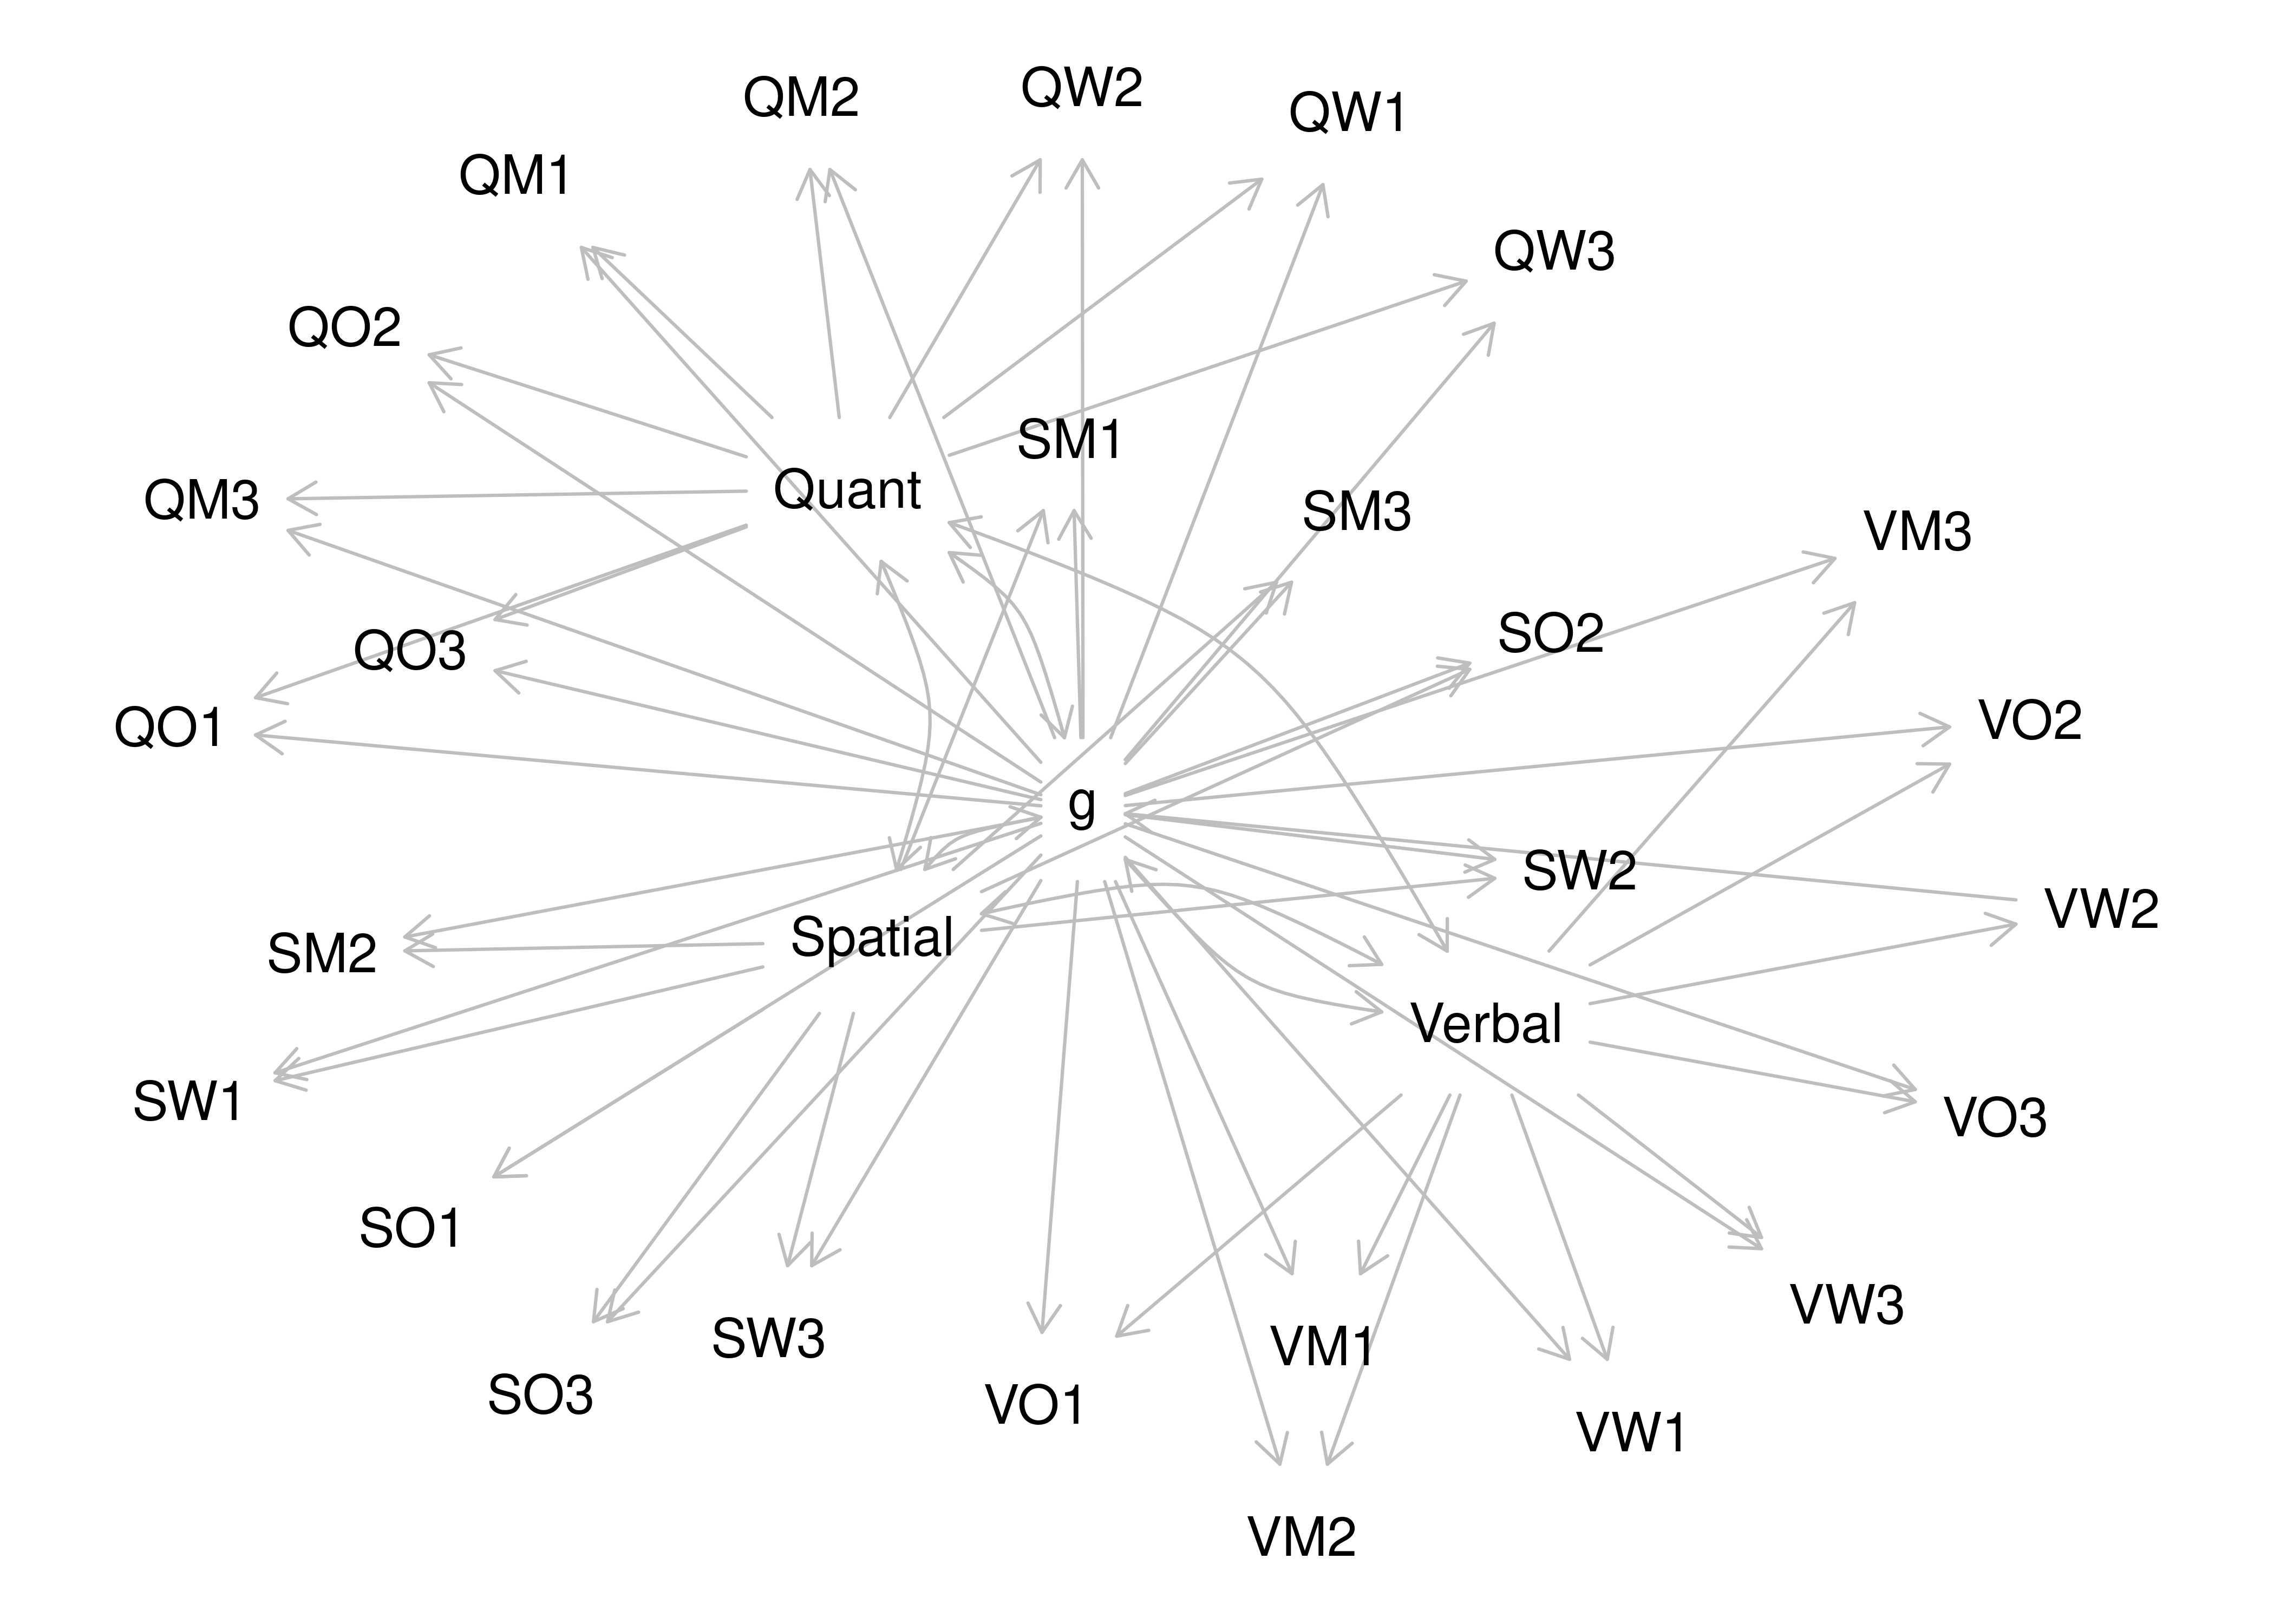 QW2
QM2
QW1
QM1
QW3
QO2
SM1
Quant
QM3
SM3
VM3
SO2
QO3
VO2
QO1
g
SW2
VW2
Spatial
SM2
Verbal
SW1
VO3
SO1
VW3
SW3
VM1
SO3
VO1
VW1
VM2